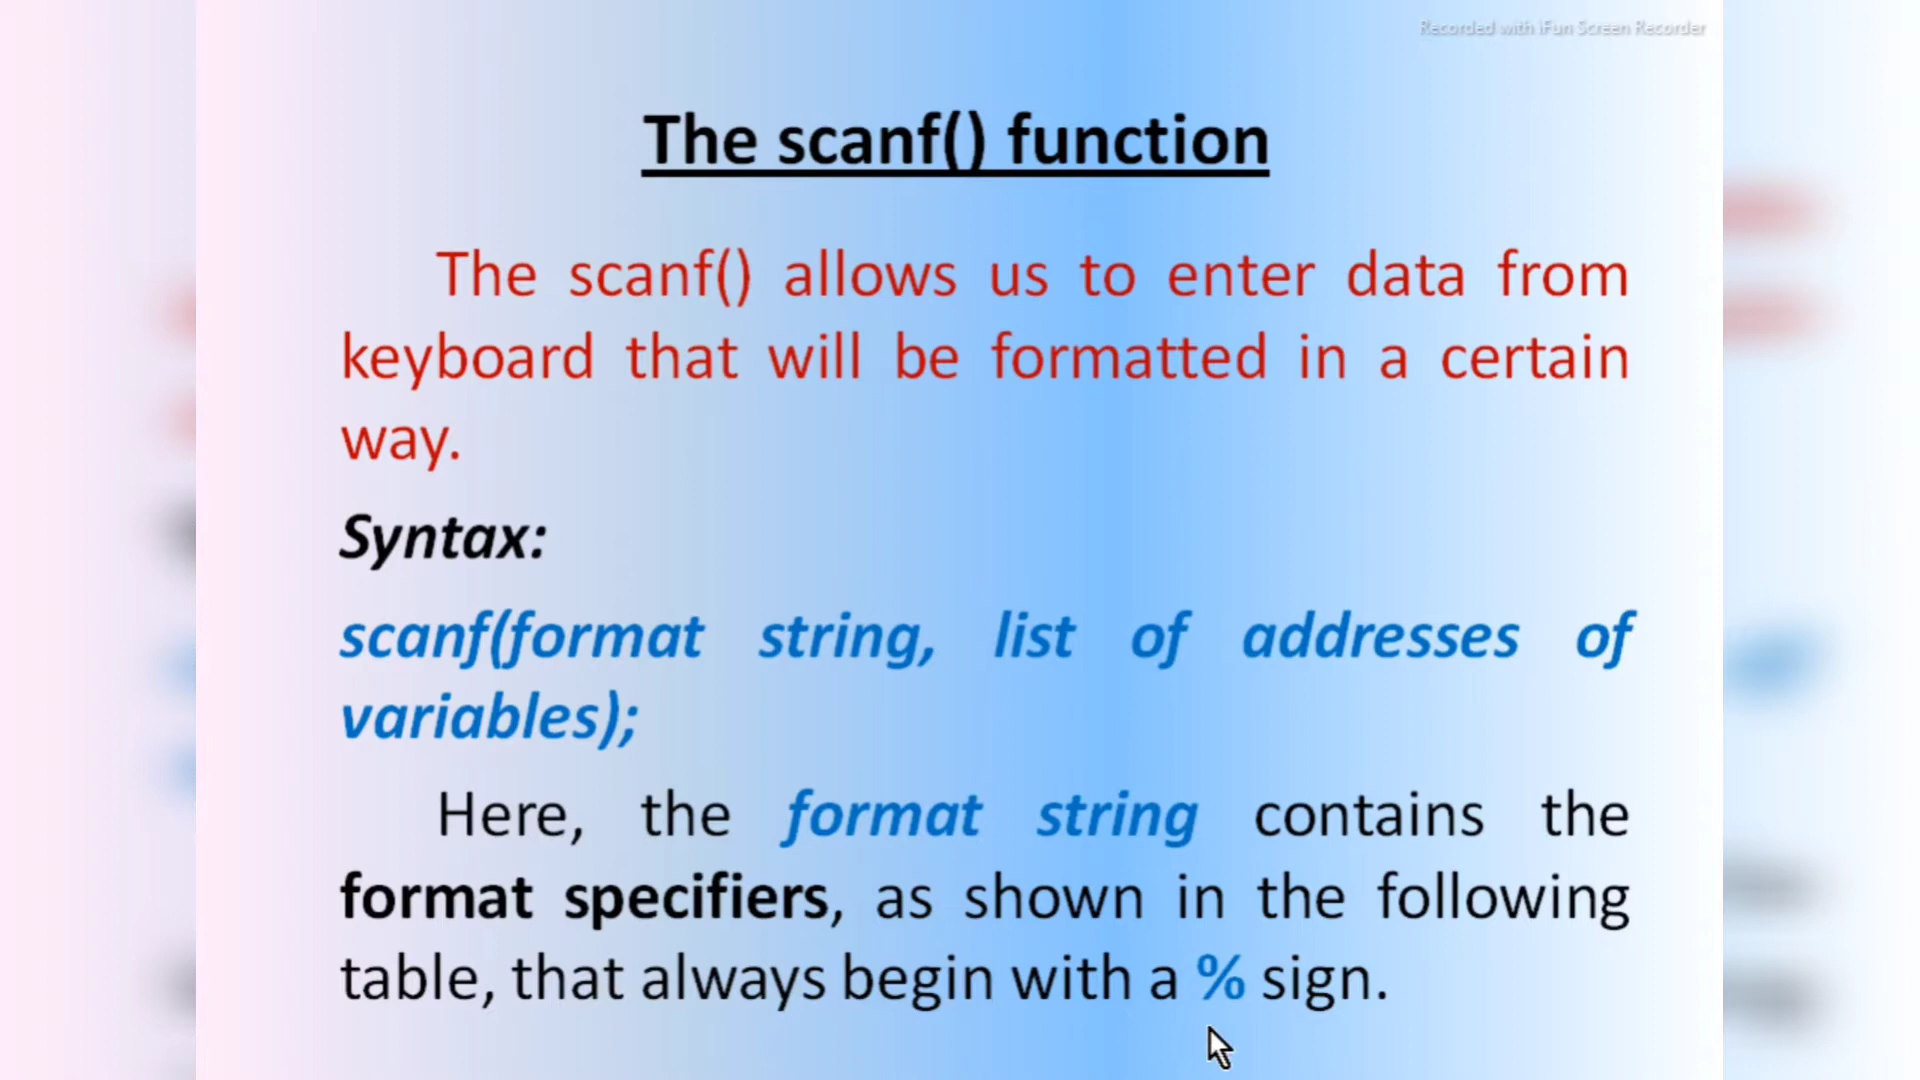 Recorded with iFun Screen Recorder
The scanf() function
The scanf() allows us to enter data from
keyboard that will be formatted in a certain
way.
Syntax:
scanf(format string, list of addresses of
variables);
Here, the format string contains the
format specifiers, as shown in the following
table, that always begin with a % sign.